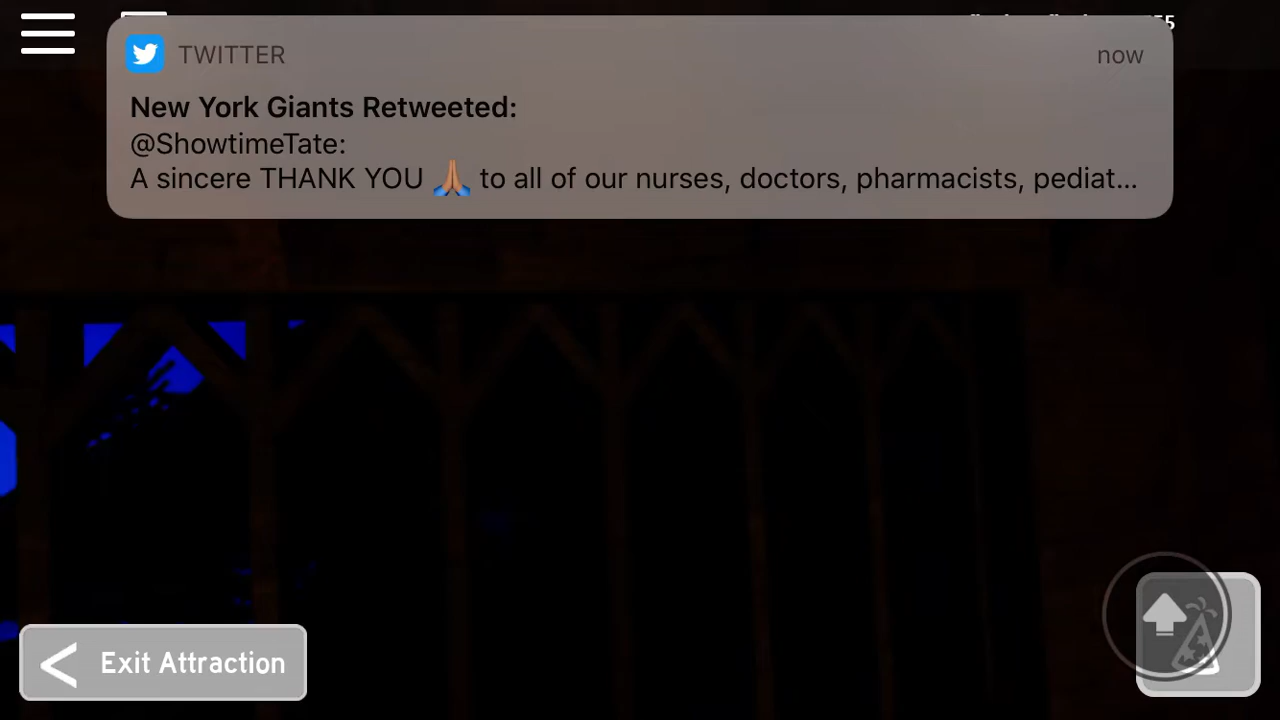 TWITTER
now
New York Giants Retweeted:
@ShowtimeTate:
A sincere THANK YOU 🙏🏽 to all of our nurses, doctors, pharmacists, pediat...
Exit Attraction